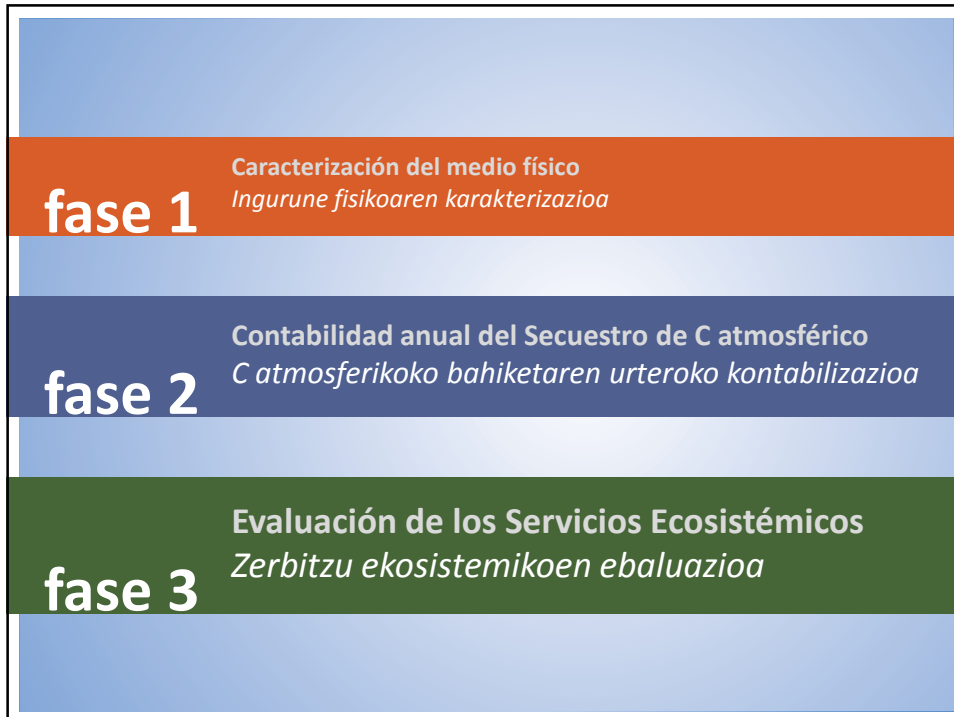 fase 1
Caracterización del medio físico
Ingurune fisikoaren karakterizazioa
fase 2
Contabilidad anual del Secuestro de C atmosférico
C atmosferikoko bahiketaren urteroko kontabilizazioa
fase 3
Evaluación de los Servicios Ecosistémicos
Zerbitzu ekosistemikoen ebaluazioa